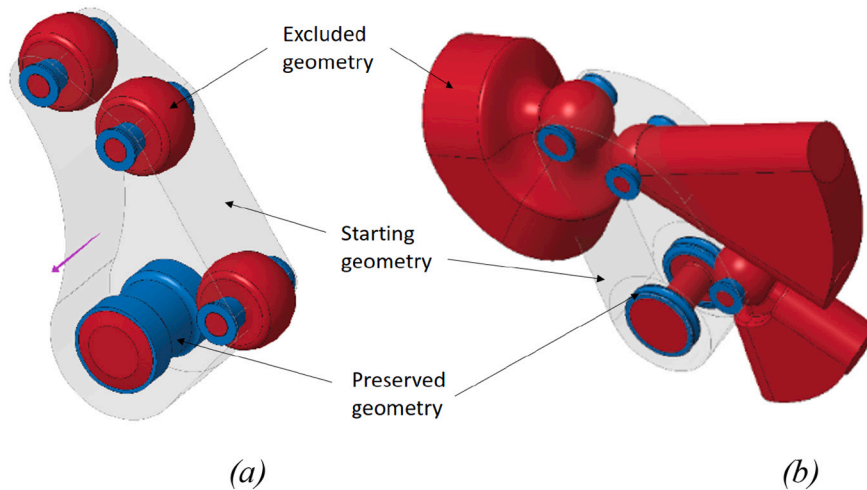 Excluded
geometry
Starting
geometry
Preserved
geometry
(a)
(b)